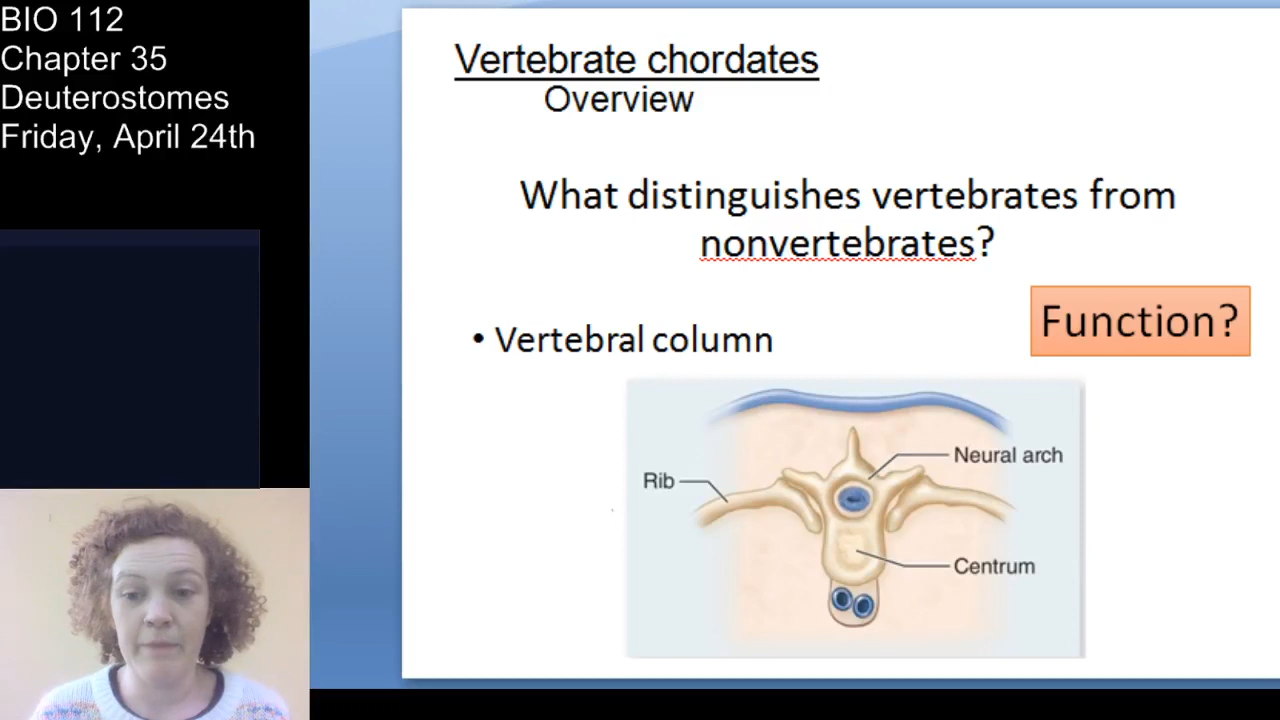 BIO 112
Chapter 35
Deuterostomes
Friday, April 24th
Vertebrate chordates
Overview
What distinguishes vertebrates from
nonvertebrates?
Function?
• Vertebral column
Neural arch
Rib
Centrum